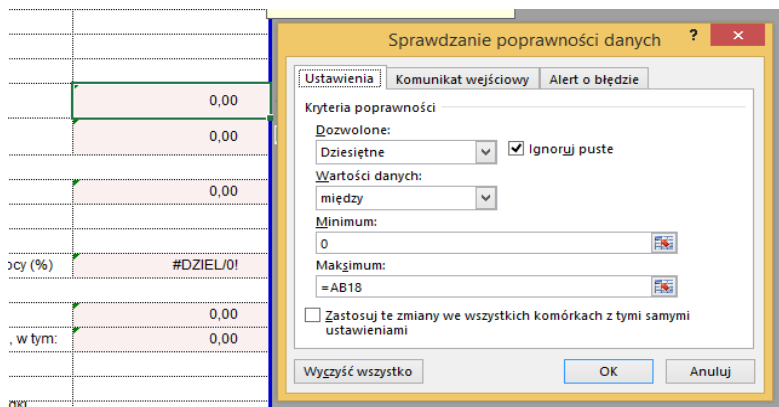 Sprawdzanie poprawności danych ? ×
Ustawienia Komunikat wejściowy Alert o błędzie
Kryteria poprawności
Dozwolone:
Dziesiętne Ignoruj puste
Wartości danych:
między
Minimum:
0
Maksimum:
=AB18
Zastosuj te zmiany we wszystkich komórkach z tymi samymi
ustawieniami
Wyczyść wszystko OK Anuluj
0,00
0,00
0,00
(%) #DZIEL/0!
0,00
, w tym: 0,00